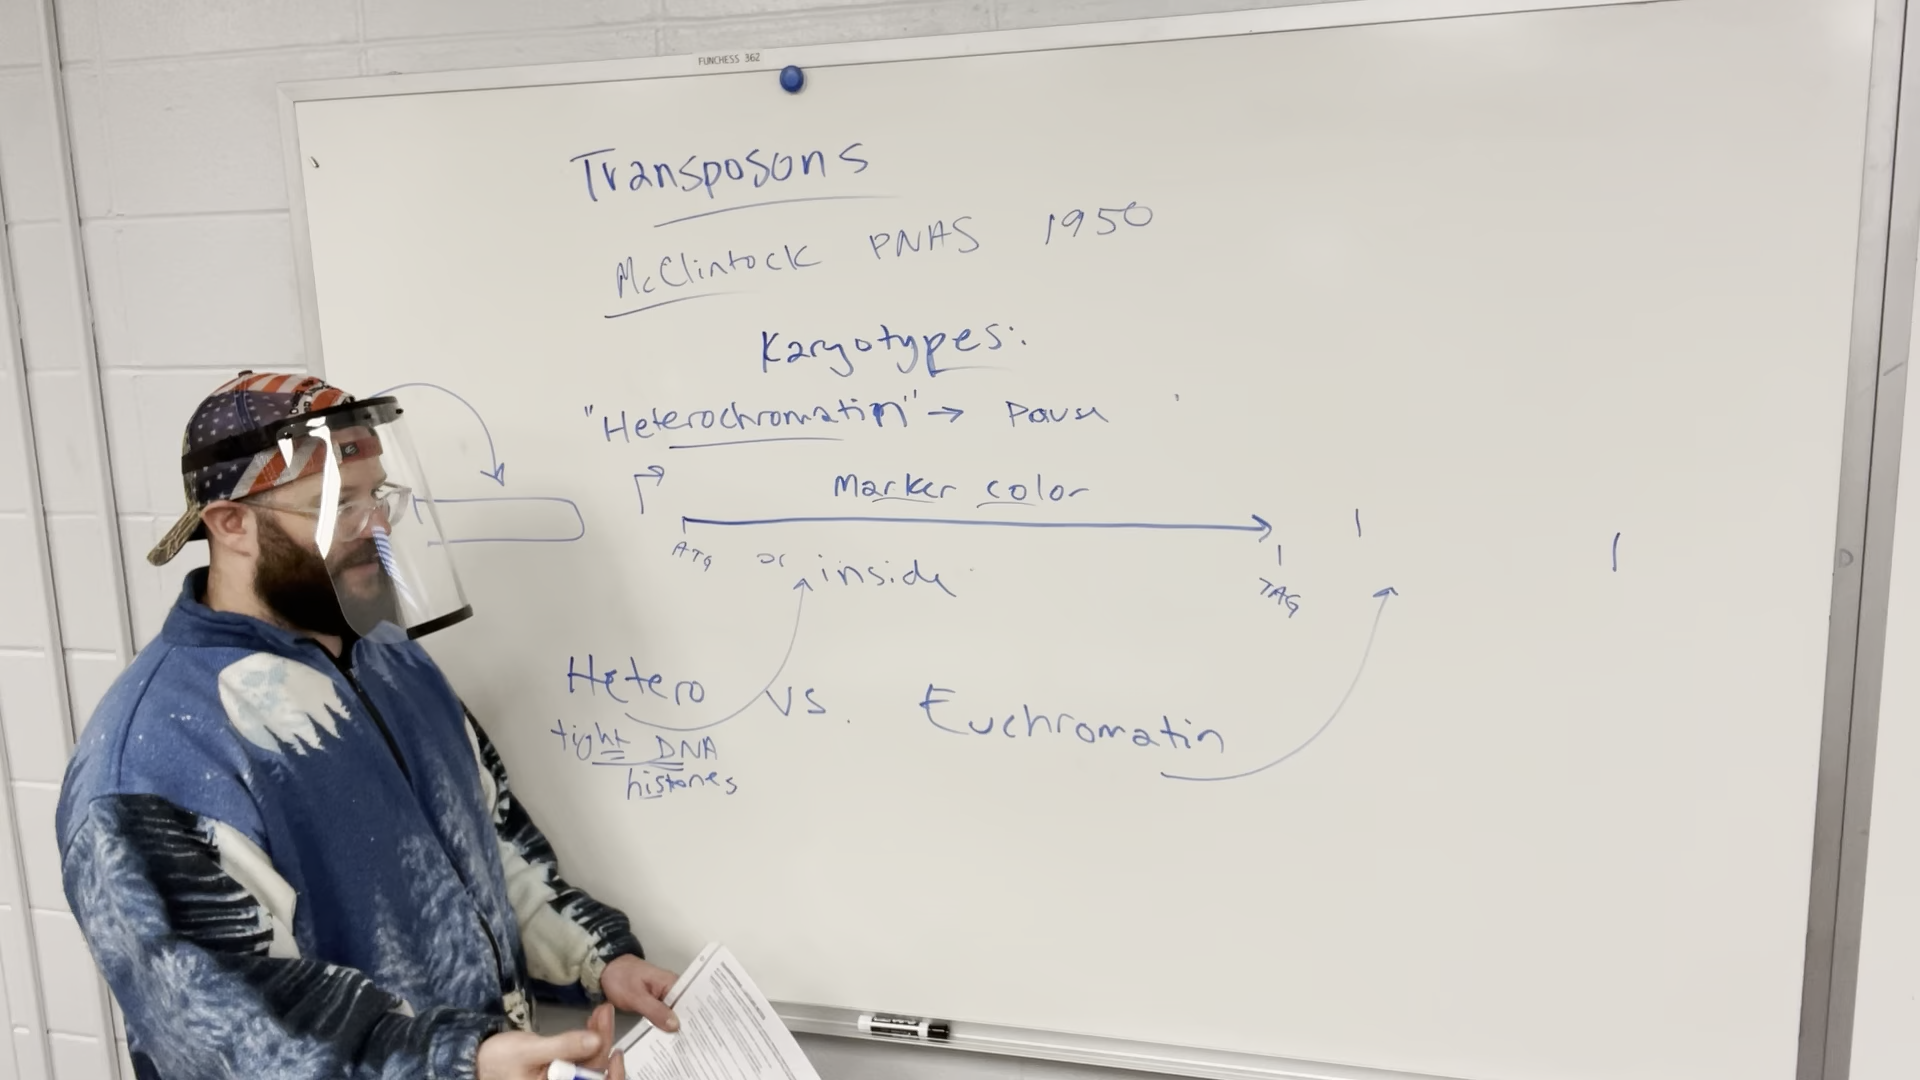 FUNCHESS 362
Transposons
McClintock PNAS 1950
Karyotypes:
"Heterochromatin" → Pause
Marker color
ATG or inside
TAG
Hetero vs. Euchromatin
tight DNA
histones